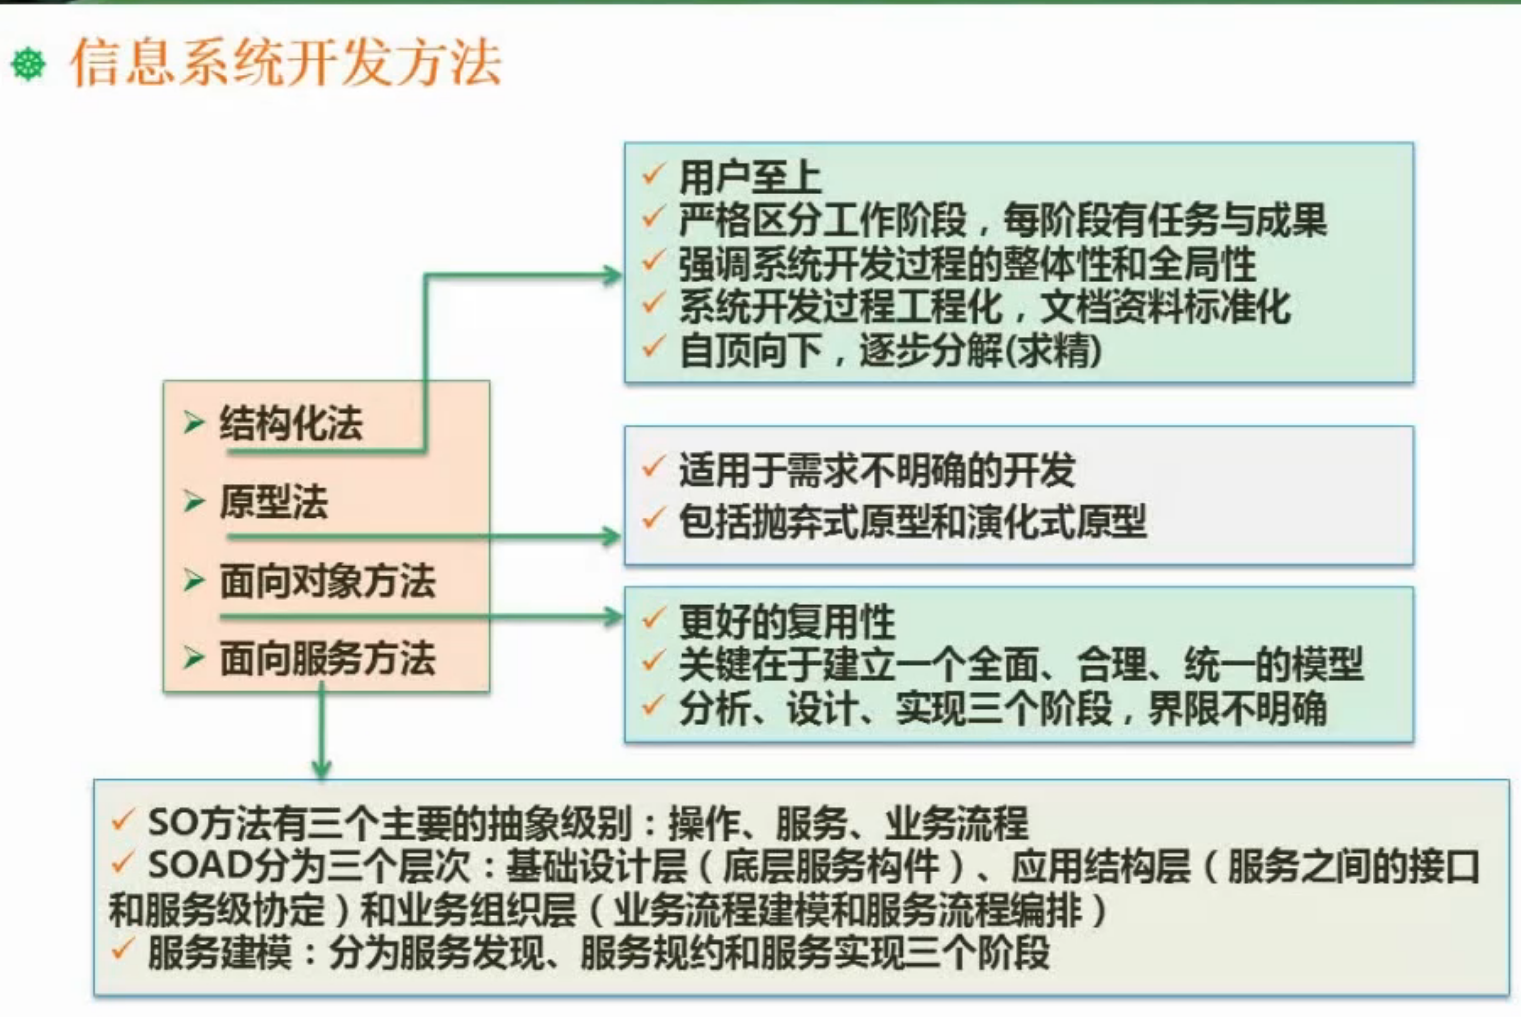 信息系统开发方法
用户至上
严格区分工作阶段，每阶段有任务与成果
强调系统开发过程的整体性和全局性
系统开发过程工程化，文档资料标准化
自顶向下，逐步分解(求精)
结构化法
原型法
面向对象方法
面向服务方法
适用于需求不明确的开发
包括抛弃式原型和演化式原型
更好的复用性
关键在于建立一个全面、合理、统一的模型
分析、设计、实现三个阶段，界限不明确
SO方法有三个主要的抽象级别：操作、服务、业务流程
SOAD分为三个层次：基础设计层（底层服务构件）、应用结构层（服务之间的接口
和服务级协定）和业务组织层（业务流程建模和服务流程编排）
服务建模：分为服务发现、服务规约和服务实现三个阶段